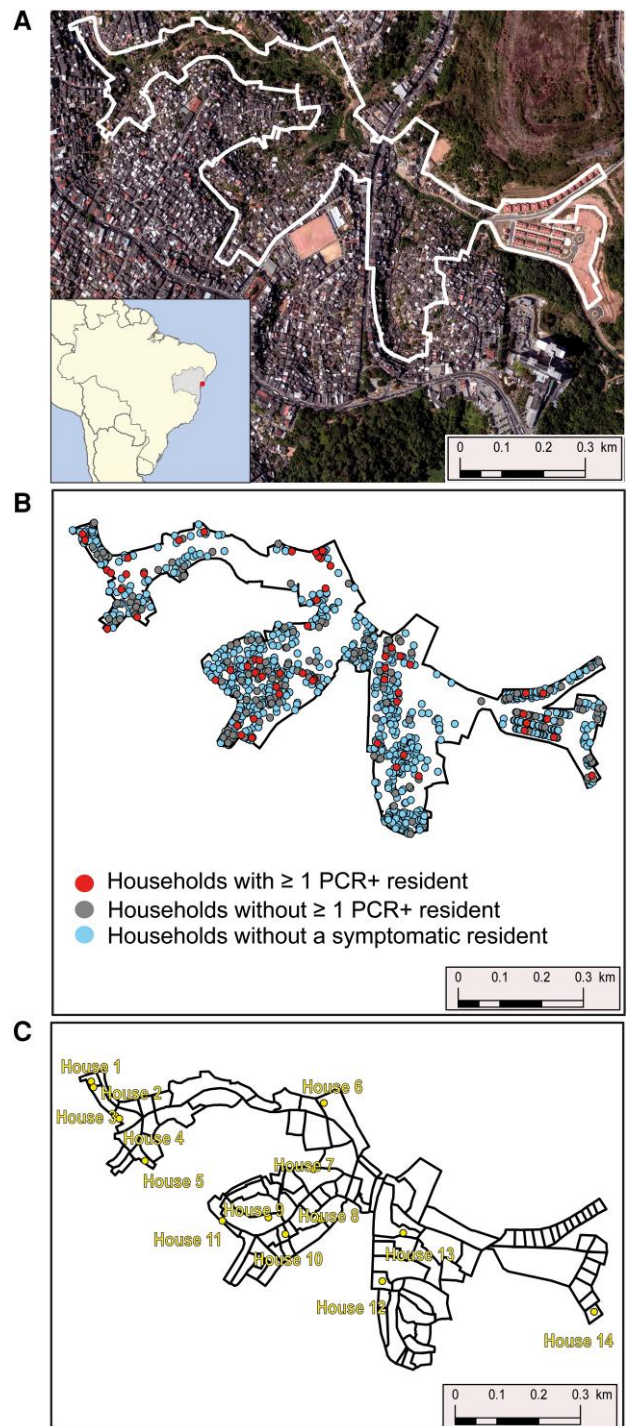 A
0 0.1 0.2 0.3 km
B
Households with ≥ 1 PCR+ resident
Households without ≥ 1 PCR+ resident
Households without a symptomatic resident
0 0.1 0.2 0.3 km
C
House 1
House 2
House 6
House 3
House 4
House 5
House 7
House 9
House 8
House 11
House 10
House 13
House 12
House 14
0 0.1 0.2 0.3 km